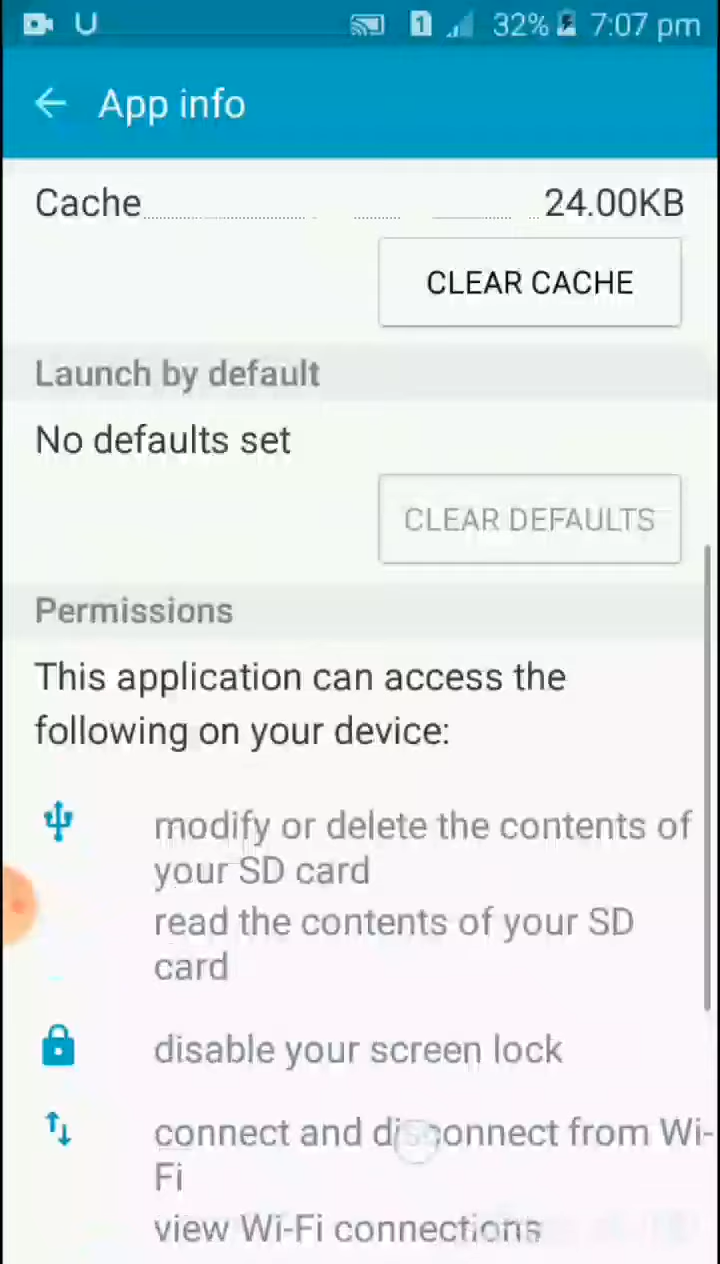 U 1 32% 7:07 pm
App info
Cache 24.00KB
CLEAR CACHE
Launch by default
No defaults set
CLEAR DEFAULTS
Permissions
This application can access the
following on your device:
modify or delete the contents of
your SD card
read the contents of your SD
card
disable your screen lock
connect and disconnect from Wi-
Fi
view Wi-Fi connections